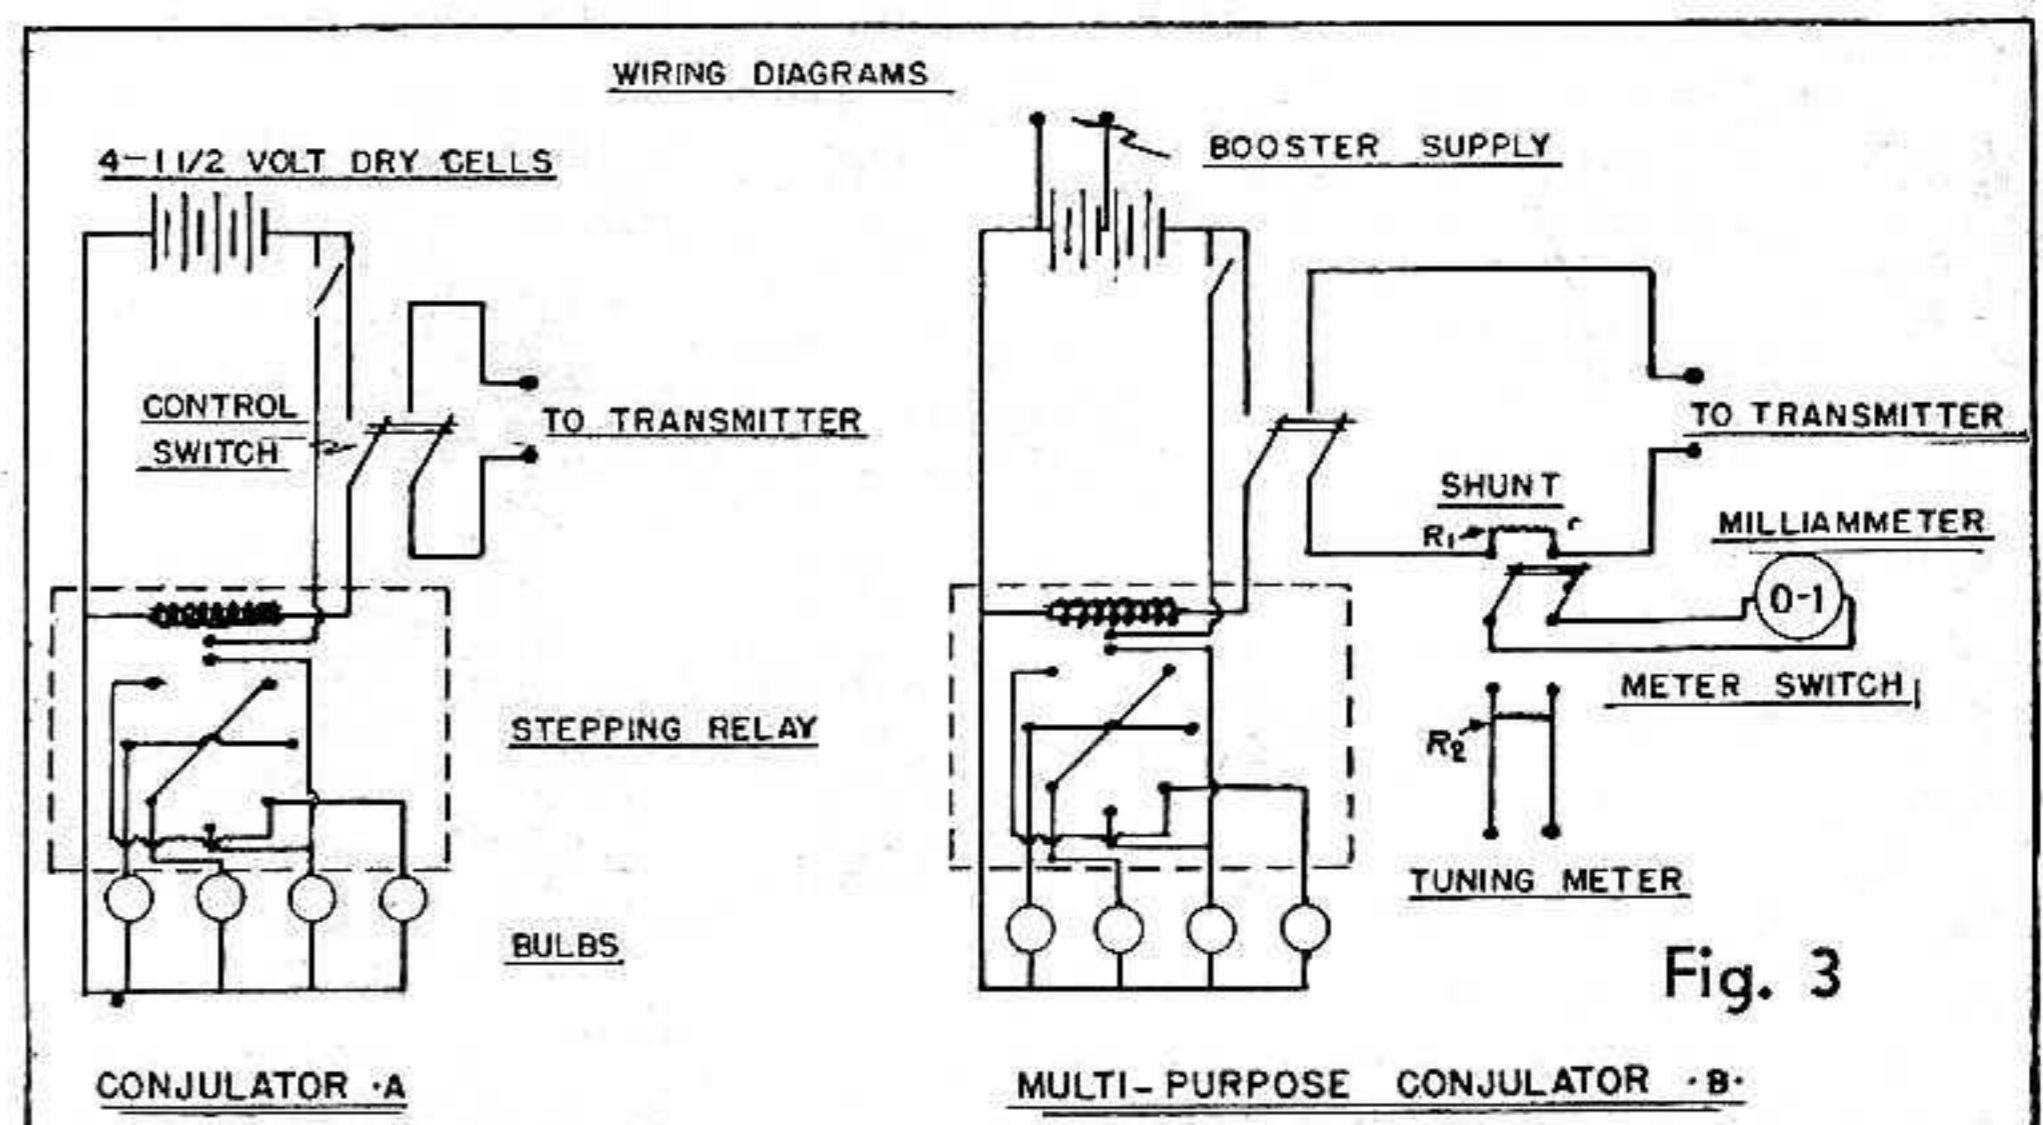 WIRING DIAGRAMS
4-1 1/2 VOLT DRY CELLS
BOOSTER SUPPLY
CONTROL
SWITCH
TO TRANSMITTER
TO TRANSMITTER
SHUNT
R1
MILLIAMMETER
0-1
METER SWITCH
STEPPING RELAY
R2
TUNING METER
BULBS
Fig. 3
CONJULATOR ·A
MULTI-PURPOSE CONJULATOR ·B·